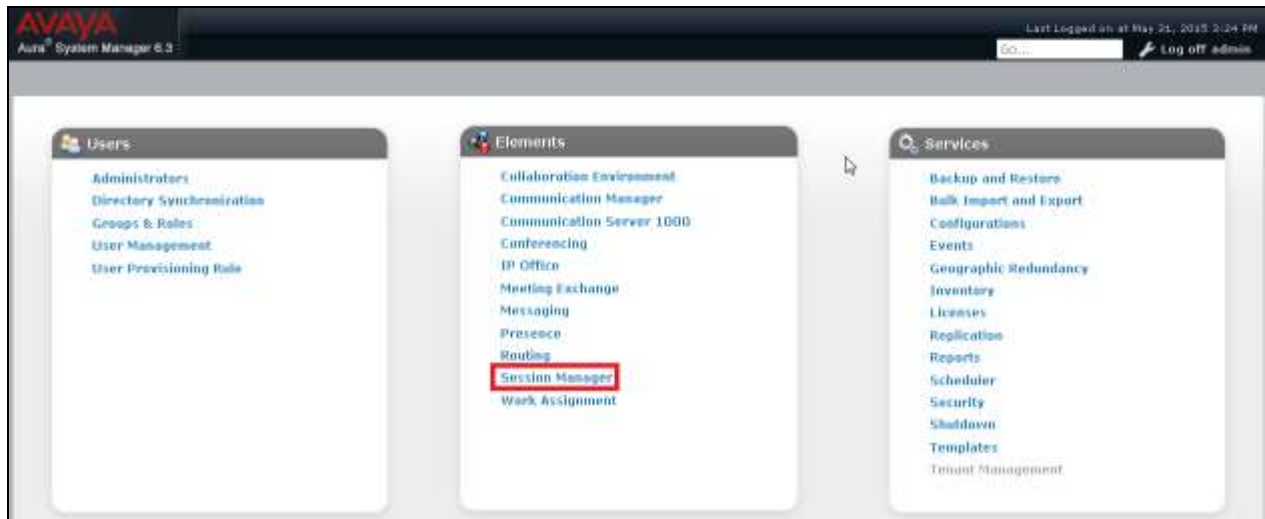 AVAYA
Aura® System Manager 6.3
Last Logged on at May 21, 2015 2:24 PM
Go...
Log off admin
Users
Administrators
Directory Synchronization
Groups & Roles
User Management
User Provisioning Rule
Elements
Collaboration Environment
Communication Manager
Communication Server 1000
Conferencing
IP Office
Meeting Exchange
Messaging
Presence
Routing
Session Manager
Work Assignment
Services
Backup and Restore
Bulk Import and Export
Configurations
Events
Geographic Redundancy
Inventory
Licenses
Replication
Reports
Scheduler
Security
Shutdown
Templates
Tenant Management